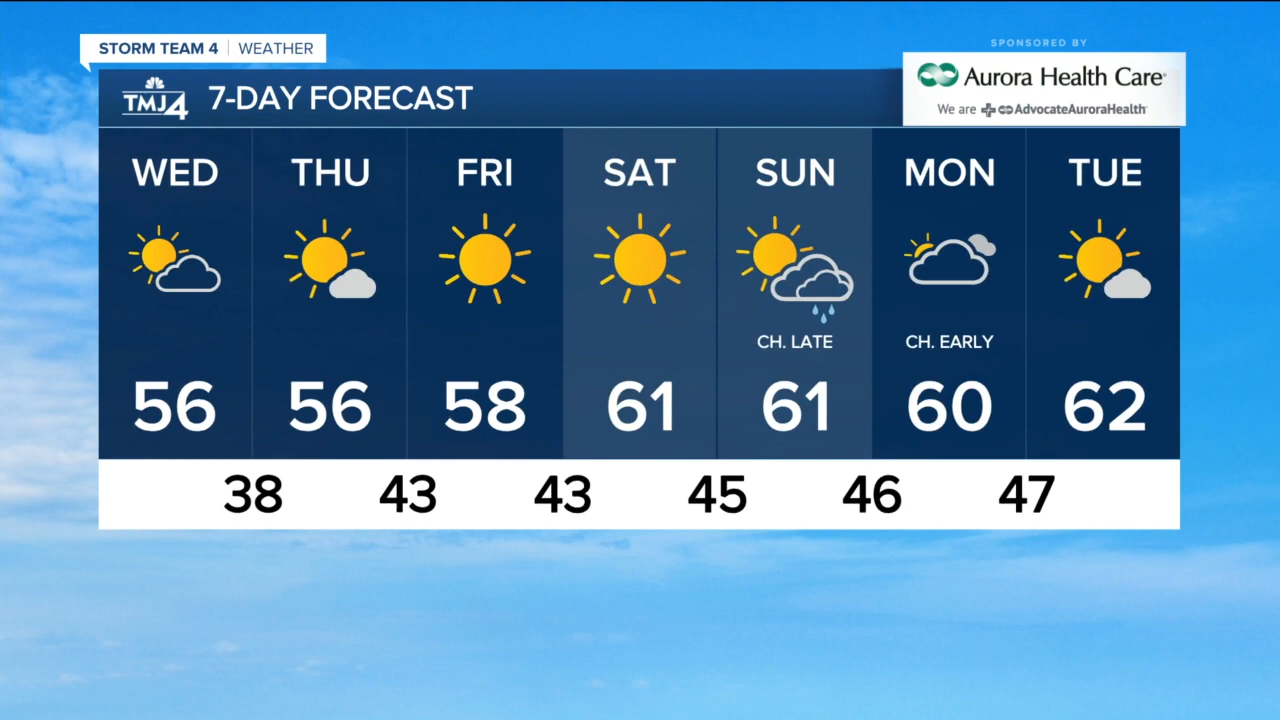 STORM TEAM 4 | WEATHER
SPONSORED BY
Aurora Health Care®
We are AdvocateAuroraHealth
TMJ4 7-DAY FORECAST
WED THU FRI SAT SUN MON TUE
CH. LATE CH. EARLY
56 56 58 61 61 60 62
38 43 43 45 46 47